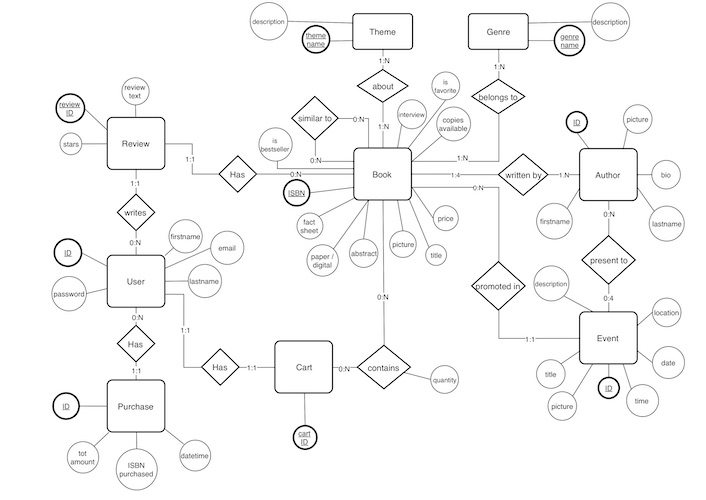 description
theme
name
Theme
Genre
description
genre
name
1:N
1:N
about
belongs to
review
text
review
ID
stars
Review
similar to
0:N
0:N
1:N
interview
is
favorite
copies
available
is
bestseller
1:N
ID
picture
1:1
Has
0:N
Book
1:4
written by
1:N
Author
bio
ISBN
0:N
firstname
lastname
1:1
writes
0:N
fact
sheet
paper /
digital
abstract
picture
title
price
0:N
present to
0:4
firstname
email
lastname
ID
password
User
0:N
1:1
0:N
promoted in
1:1
description
location
Event
title
date
picture
ID
time
Has
1:1
Has
1:1
Cart
0:N
contains
quantity
cart
ID
ID
Purchase
tot
amount
ISBN
purchased
datetime